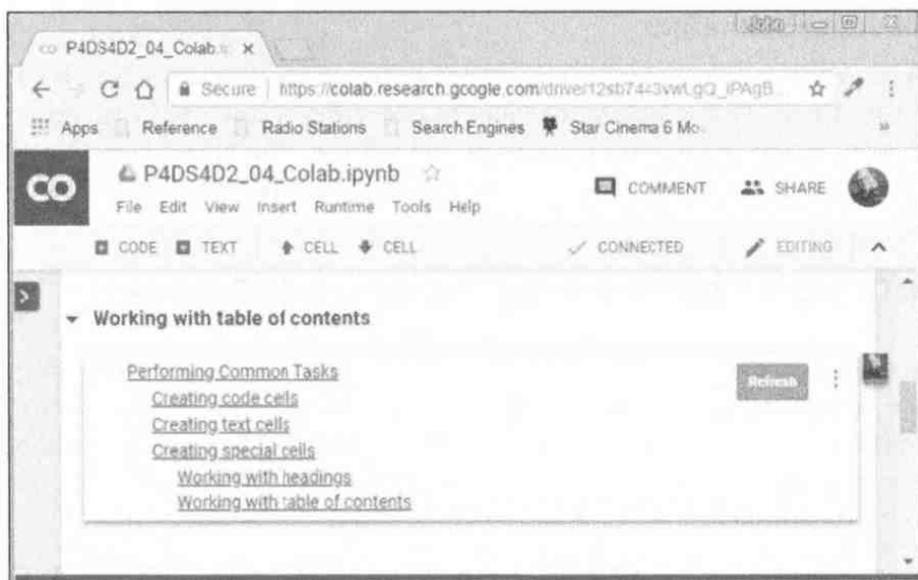 John
P4DS4D2_04_Colab.ip
Secure https://colab.research.google.com/drive/
Apps Reference Radio Stations Search Engines Star Cinema 6 Mo
CO P4DS4D2_04_Colab.ipynb COMMENT SHARE
File Edit View Insert Runtime Tools Help
CODE TEXT CELL CELL CONNECTED EDITING
Working with table of contents
Performing Common Tasks
Refresh
Creating code cells
Creating text cells
Creating special cells
Working with headings
Working with table of contents